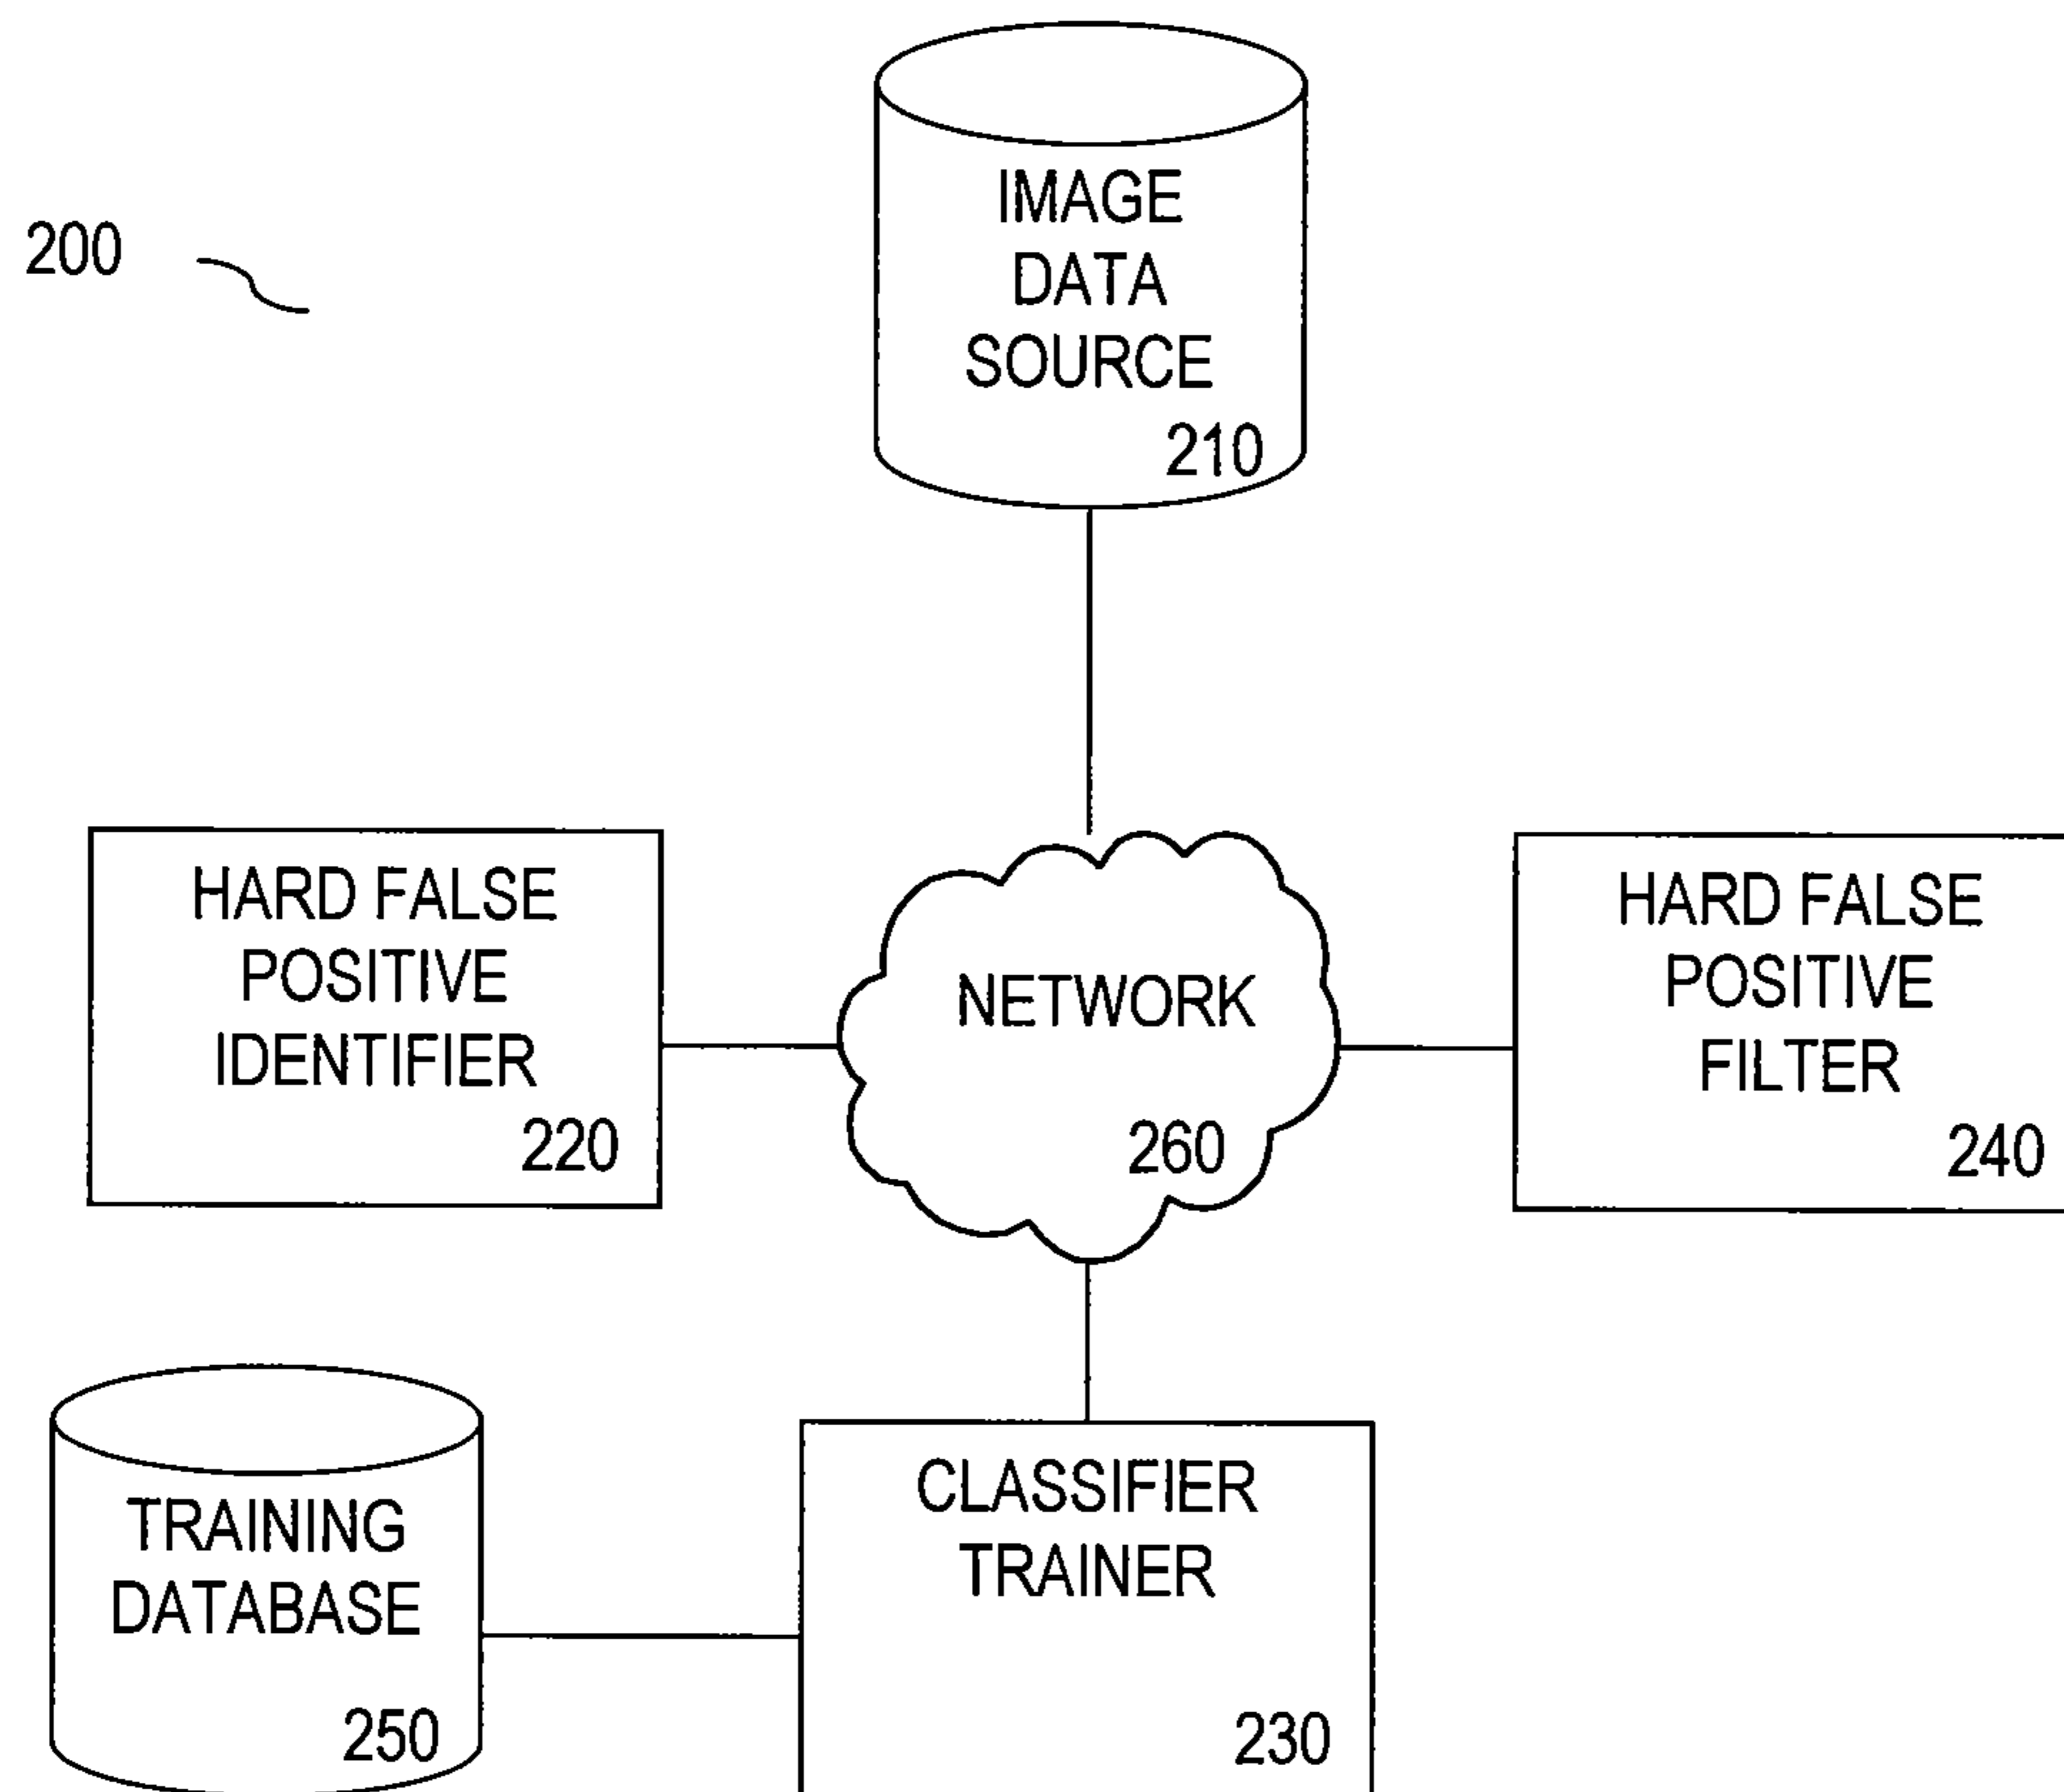 200
IMAGE
DATA
SOURCE
210
HARD FALSE
POSITIVE
IDENTIFIER
220
NETWORK
260
HARD FALSE
POSITIVE
FILTER
240
TRAINING
DATABASE
250
CLASSIFIER
TRAINER
230